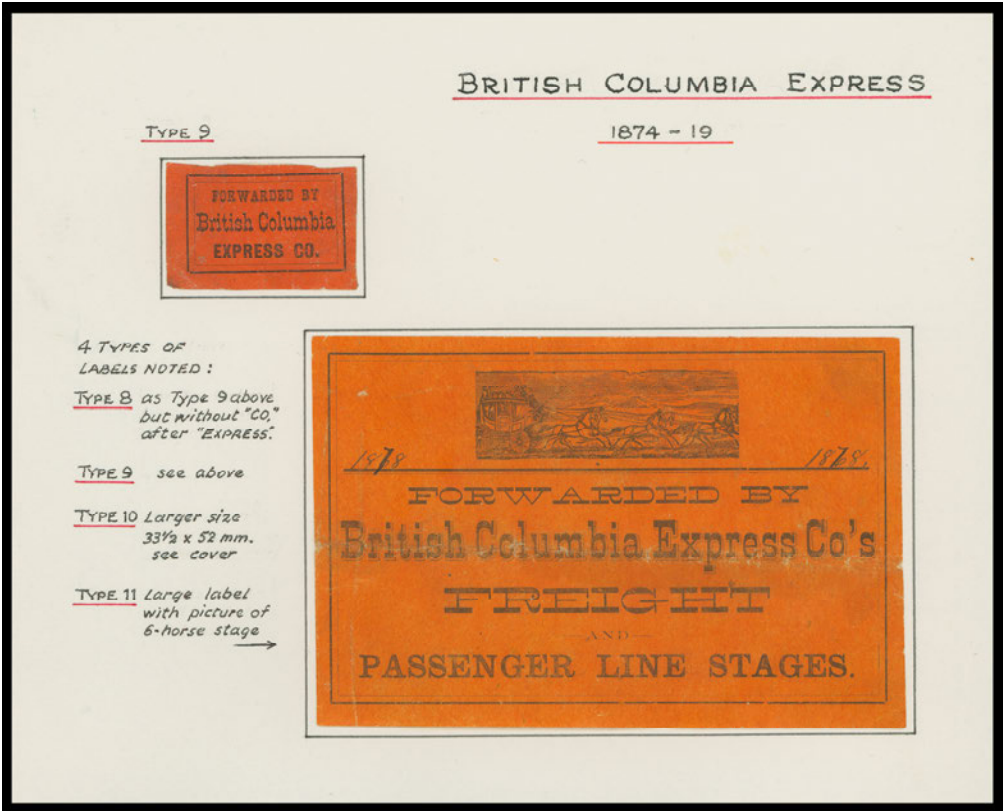 BRITISH COLUMBIA EXPRESS
1874 - 19
TYPE 9
FORWARDED BY
British Columbia
EXPRESS CO.
4 TYPES OF
LABELS NOTED :
TYPE 8 as Type 9 above
but without "CO,"
after "EXPRESS".
TYPE 9 see above
TYPE 10 Larger size
33½ x 52 mm.
see cover
TYPE 11 Large label
with picture of
6-horse stage
1878 1878.
FORWARDED BY
British Columbia Express Co's
FREIGHT
—AND—
PASSENGER LINE STAGES.